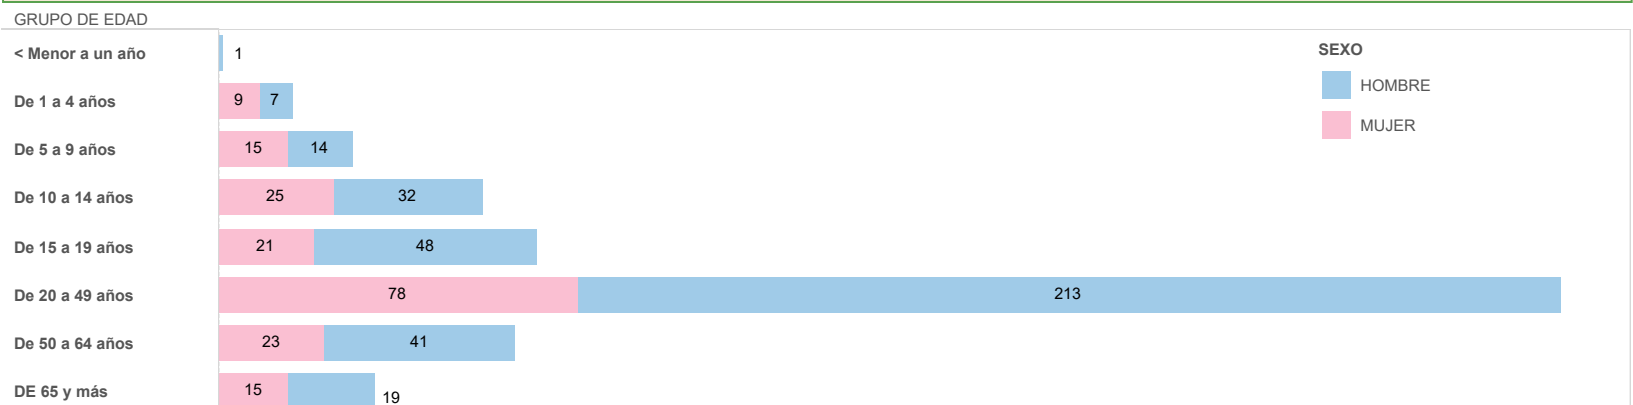 GRUPO DE EDAD
< Menor a un año 1
De 1 a 4 años 9 7
De 5 a 9 años 15 14
De 10 a 14 años 25 32
De 15 a 19 años 21 48
De 20 a 49 años 78 213
De 50 a 64 años 23 41
DE 65 y más 15 19
SEXO
HOMBRE
MUJER